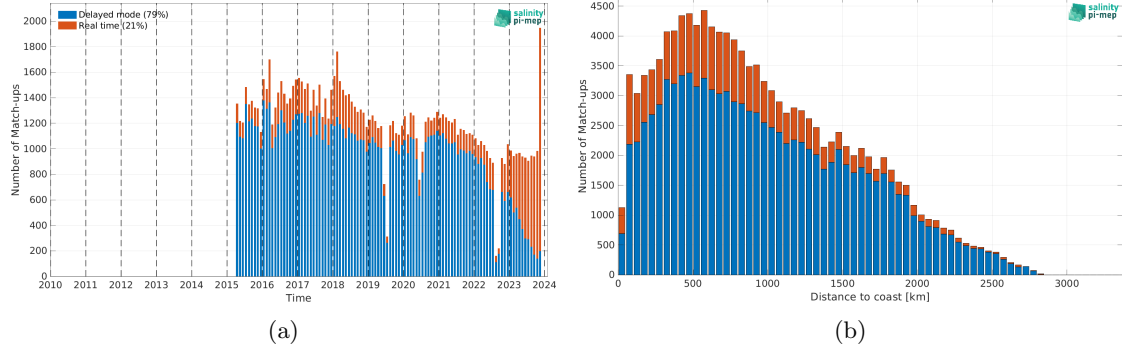 Delayed mode (79%)
Real time (21%)
salinity
pi-mep
Number of Match-ups
2000
1800
1600
1400
1200
1000
800
600
400
200
0
2010 2011 2012 2013 2014 2015 2016 2017 2018 2019 2020 2021 2022 2023 2024
Time
(a)
salinity
pi-mep
Number of Match-ups
4500
4000
3500
3000
2500
2000
1500
1000
500
0
0 500 1000 1500 2000 2500 3000
Distance to coast [km]
(b)